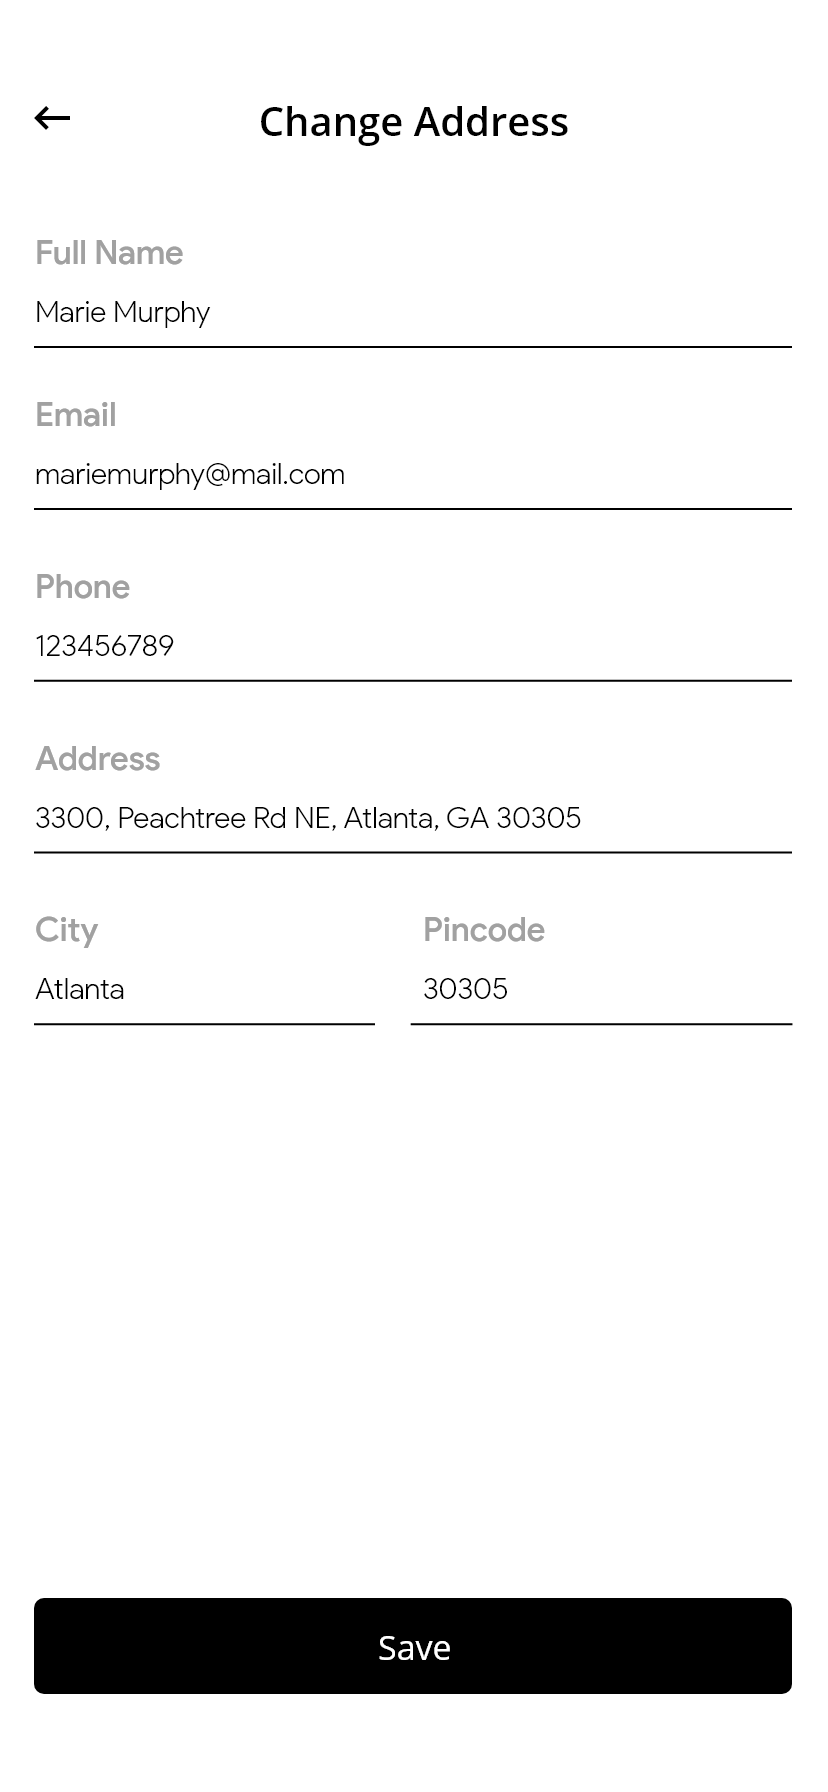 Change Address
Full Name
Marie Murphy
Email
mariemurphy@mail.com
Phone
123456789
Address
3300, Peachtree Rd NE, Atlanta, GA 30305
City
Atlanta
Pincode
30305
Save